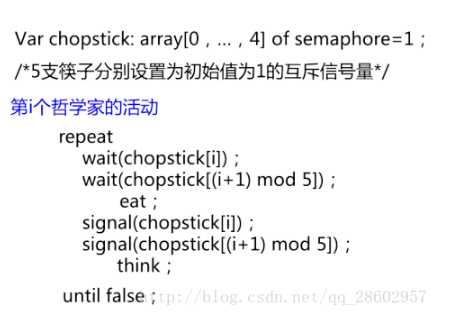 Var chopstick: array[0，…，4] of semaphore=1；
/*5支筷子分别设置为初始值为1的互斥信号量*/
第i个哲学家的活动
repeat
wait(chopstick[i])；
wait(chopstick[(i+1) mod 5])；
eat；
signal(chopstick[i])；
signal(chopstick[(i+1) mod 5])；
think；
until false；
http://blog.csdn.net/qq_28602957